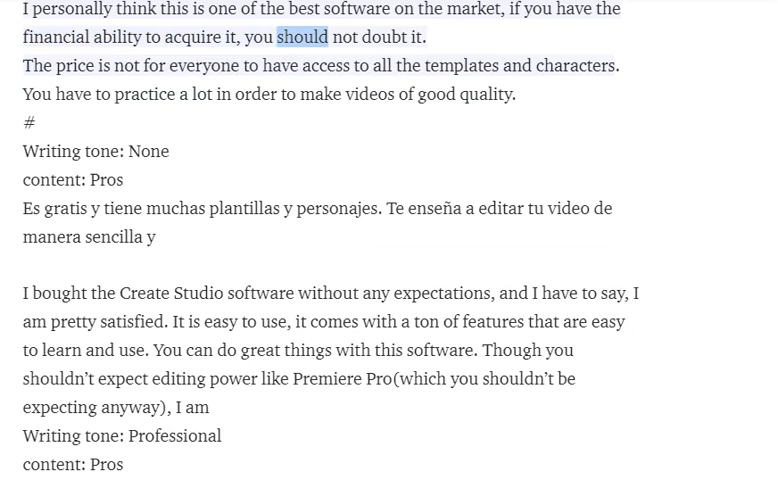 I personally think this is one of the best software on the market, if you have the
financial ability to acquire it, you should not doubt it.
The price is not for everyone to have access to all the templates and characters.
You have to practice a lot in order to make videos of good quality.
#
Writing tone: None
content: Pros
Es gratis y tiene muchas plantillas y personajes. Te enseña a editar tu video de
manera sencilla y
I bought the Create Studio software without any expectations, and I have to say, I
am pretty satisfied. It is easy to use, it comes with a ton of features that are easy
to learn and use. You can do great things with this software. Though you
shouldn’t expect editing power like Premiere Pro(which you shouldn’t be
expecting anyway), I am
Writing tone: Professional
content: Pros